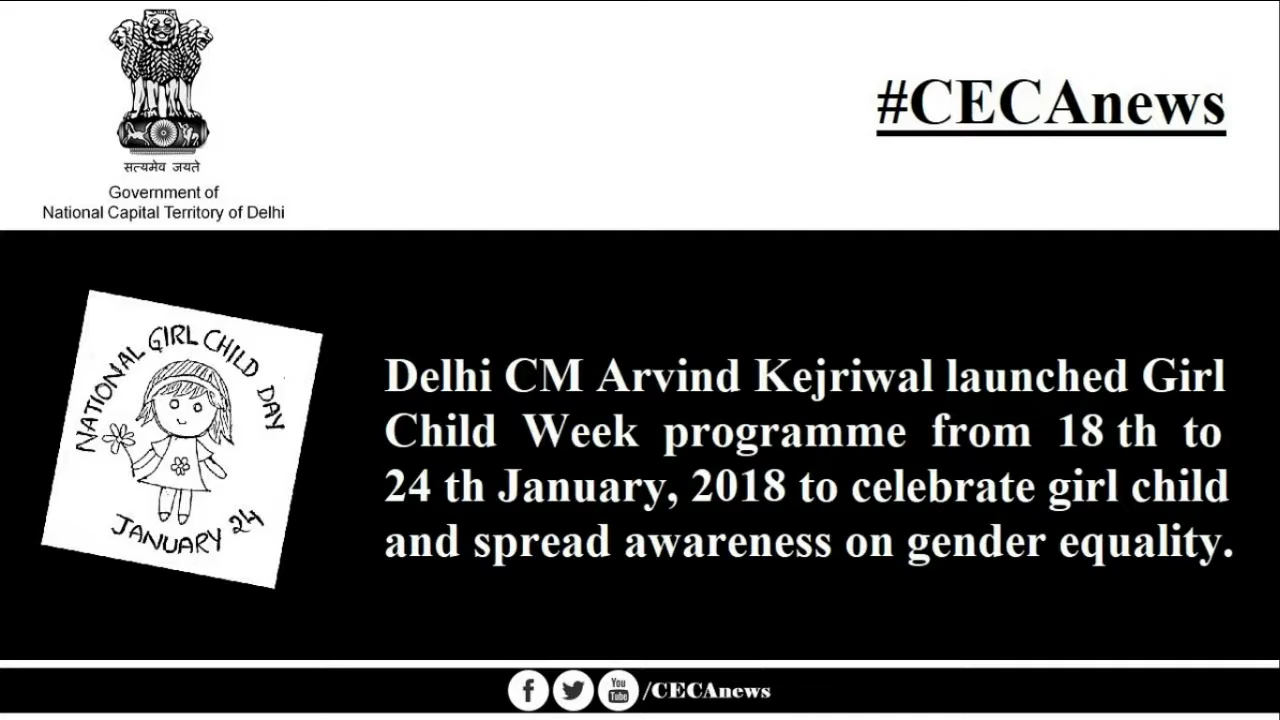 सत्यमेव जयते
Government of
National Capital Territory of Delhi
#CECAnews
NATIONAL GIRL CHILD DAY
JANUARY 24
Delhi CM Arvind Kejriwal launched Girl
Child Week programme from 18 th to
24 th January, 2018 to celebrate girl child
and spread awareness on gender equality.
You
Tube
/CECAnews